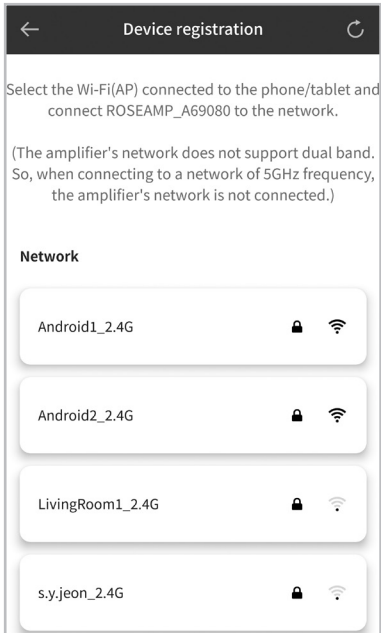 Device registration
Select the Wi-Fi(AP) connected to the phone/tablet and
connect ROSEAMP_A69080 to the network.
(The amplifier's network does not support dual band.
So, when connecting to a network of 5GHz frequency,
the amplifier's network is not connected.)
Network
Android1_2.4G
Android2_2.4G
LivingRoom1_2.4G
s.y.jeon_2.4G